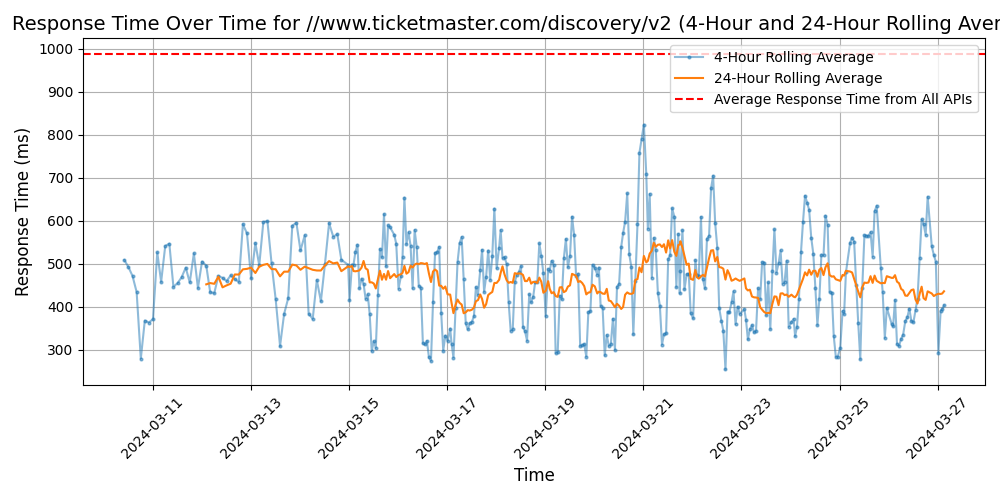 Response Time Over Time for //www.ticketmaster.com/discovery/v2 (4-Hour and 24-Hour Rolling Aver
1000
900
800
700
600
500
400
300
Response Time (ms)
4-Hour Rolling Average
24-Hour Rolling Average
Average Response Time from All APIs
2024-03-11
2024-03-13
2024-03-15
2024-03-17
2024-03-19
2024-03-21
2024-03-23
2024-03-25
2024-03-27
Time